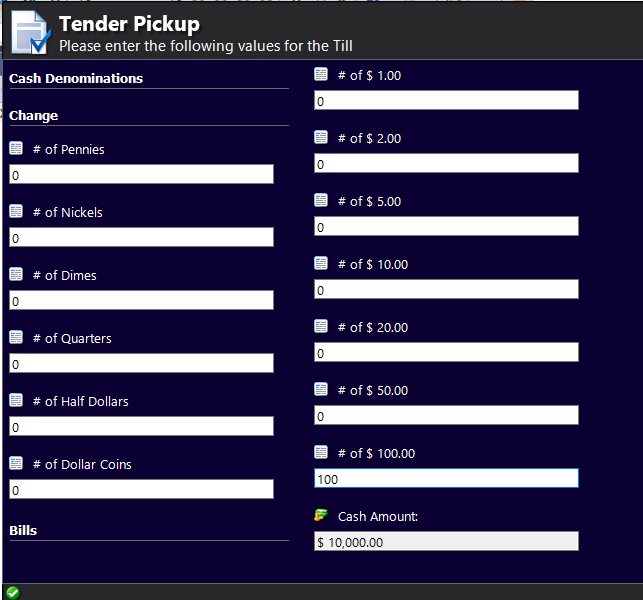 Tender Pickup
Please enter the following values for the Till
Cash Denominations
Change
# of Pennies
0
# of Nickels
0
# of Dimes
0
# of Quarters
0
# of Half Dollars
0
# of Dollar Coins
0
Bills
# of $ 1.00
0
# of $ 2.00
0
# of $ 5.00
0
# of $ 10.00
0
# of $ 20.00
0
# of $ 50.00
0
# of $ 100.00
100
Cash Amount:
$ 10,000.00